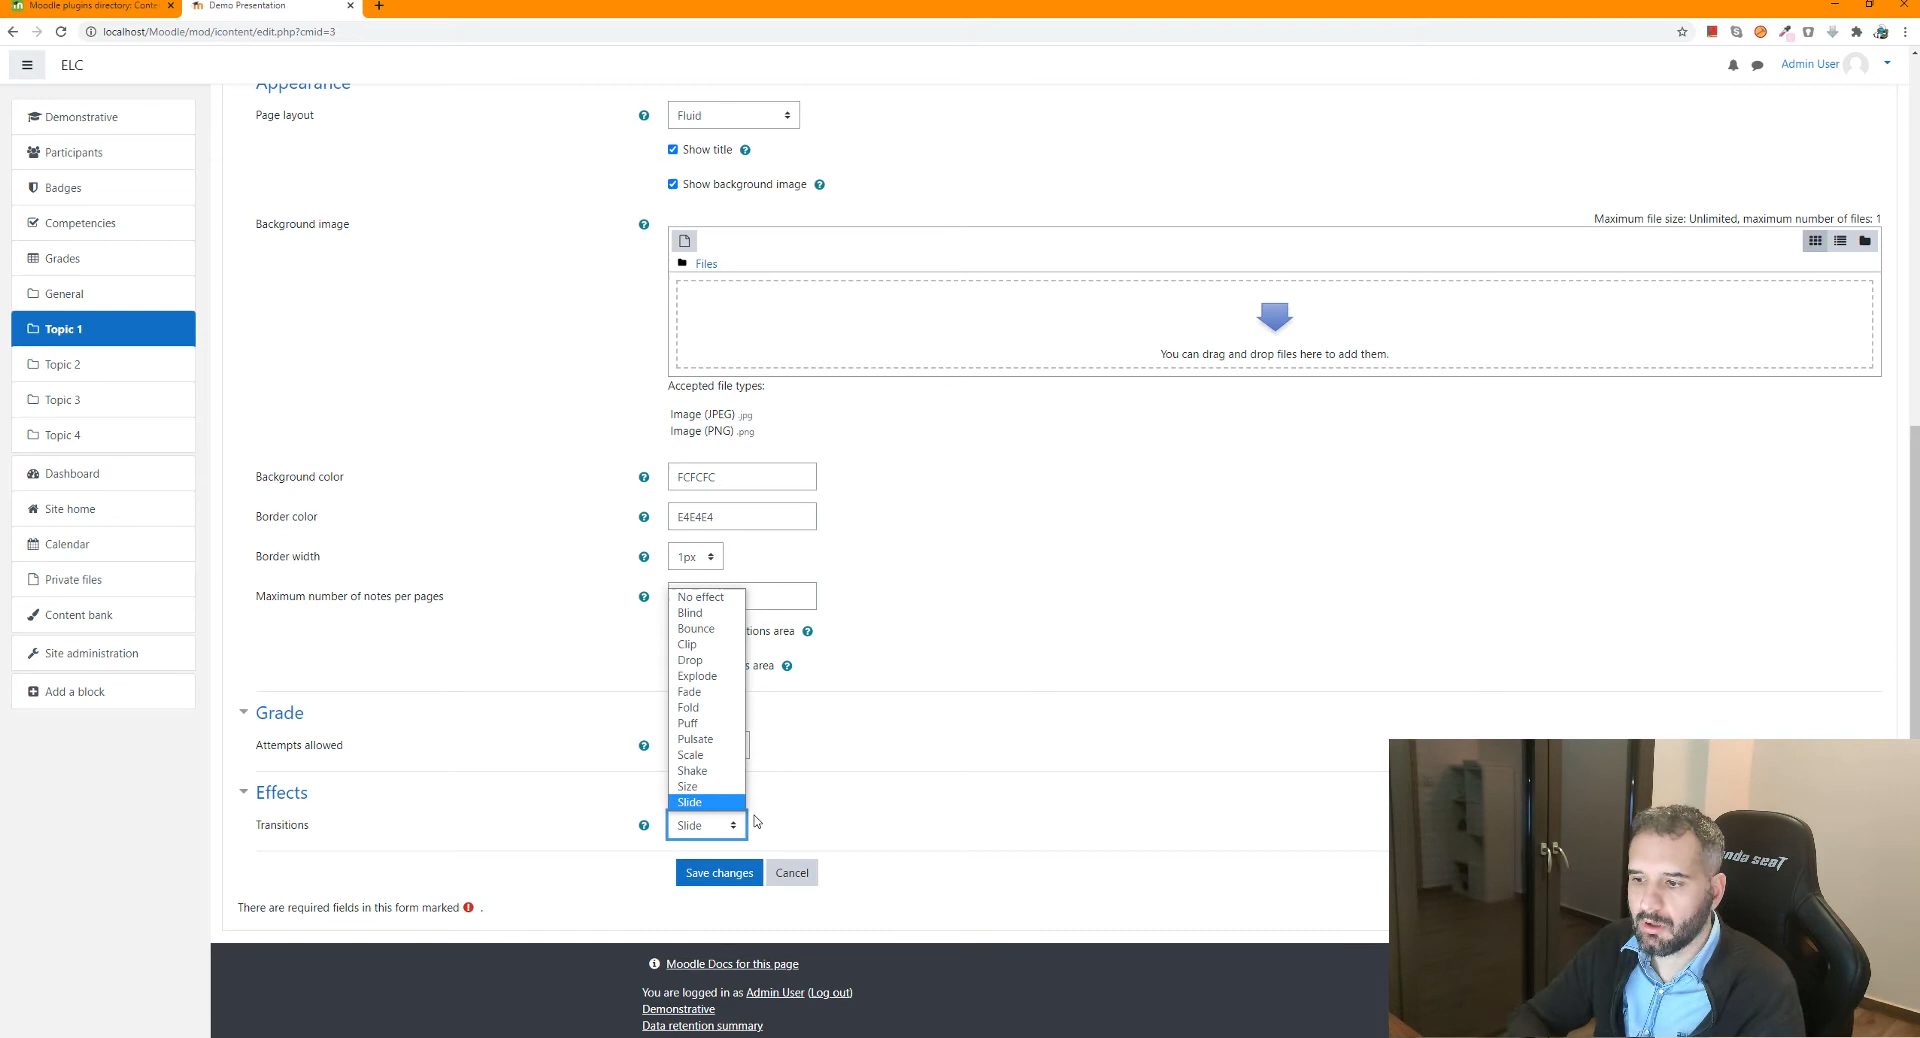 Moodle plugins directory: Conte
Demo Presentation
localhost/Moodle/mod/icontent/edit.php?cmid=3
ELC
Admin User
Demonstrative
Participants
Badges
Competencies
Grades
General
Topic 1
Topic 2
Topic 3
Topic 4
Dashboard
Site home
Calendar
Private files
Content bank
Site administration
Add a block
Appearance
Page layout
Fluid
Show title
Show background image
Background image
Maximum file size: Unlimited, maximum number of files: 1
Files
You can drag and drop files here to add them.
Accepted file types:
Image (JPEG) .jpg
Image (PNG) .png
Background color
FCFCFC
Border color
E4E4E4
Border width
1px
Maximum number of notes per pages
No effect
Blind
Bounce
tions area
Clip
Drop
s area
Explode
Fade
Fold
Puff
Pulsate
Scale
Shake
Size
Slide
Grade
Attempts allowed
Effects
Transitions
Slide
Save changes
Cancel
There are required fields in this form marked .
Moodle Docs for this page
You are logged in as Admin User (Log out)
Demonstrative
Data retention summary
nda seat